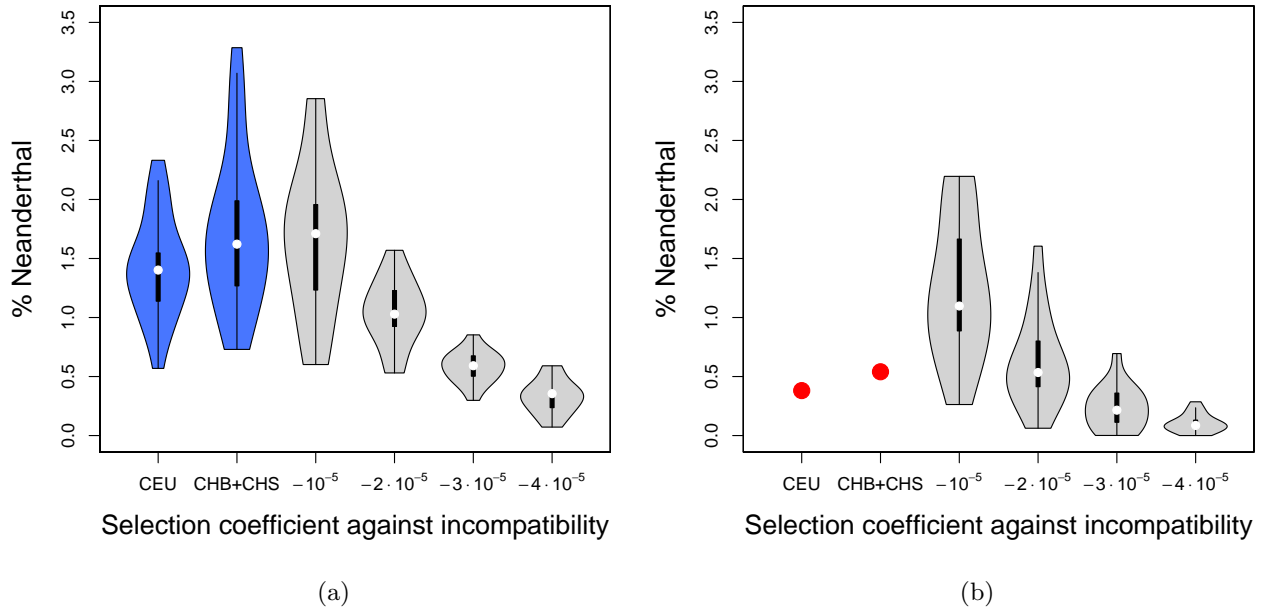 3.5
3.0
2.5
2.0
1.5
1.0
0.5
0.0
% Neanderthal
CEU CHB+CHS −10⁻⁵ −2·10⁻⁵ −3·10⁻⁵ −4·10⁻⁵
Selection coefficient against incompatibility
(a)
3.5
3.0
2.5
2.0
1.5
1.0
0.5
0.0
% Neanderthal
CEU CHB+CHS −10⁻⁵ −2·10⁻⁵ −3·10⁻⁵ −4·10⁻⁵
Selection coefficient against incompatibility
(b)